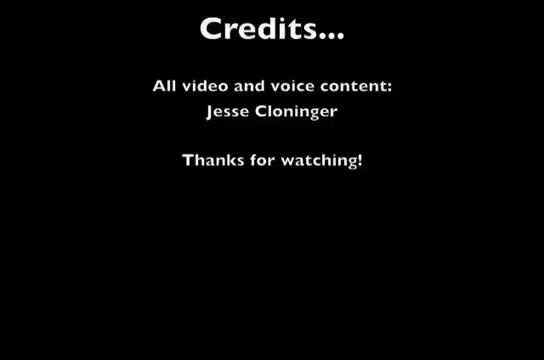 Credits...
All video and voice content:
Jesse Cloninger
Thanks for watching!